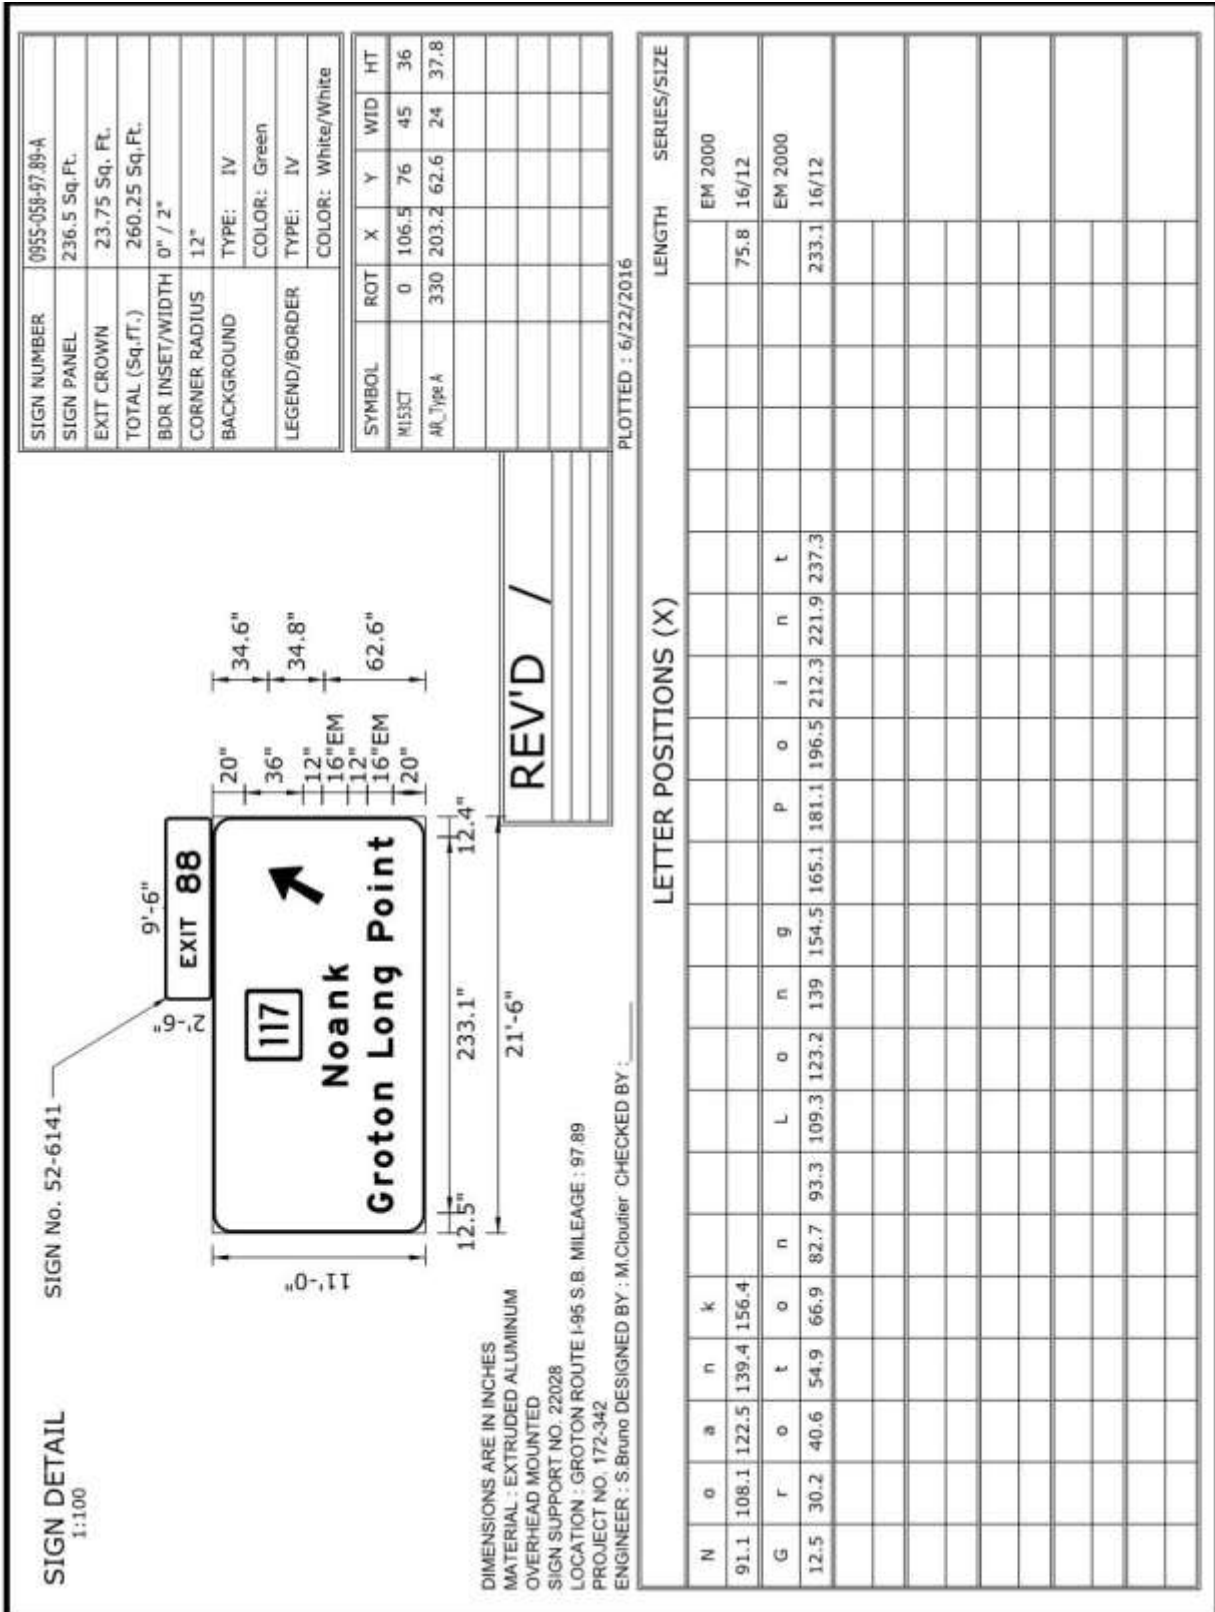 SIGN DETAIL
1:100
SIGN No. 52-6141
9'-6"
2'-6"
EXIT 88
117
Noank
Groton Long Point
11'-0"
20"
36"
12"
16"EM
12"
16"EM
20"
34.6"
34.8"
62.6"
12.5" 233.1" 12.4"
21'-6"
SIGN NUMBER 0955-058-97.89-A
SIGN PANEL 236.5 Sq.Ft.
EXIT CROWN 23.75 Sq. Ft.
TOTAL (Sq.fT.) 260.25 Sq.Ft.
BDR INSET/WIDTH 0" / 2"
CORNER RADIUS 12"
BACKGROUND TYPE: IV
COLOR: Green
LEGEND/BORDER TYPE: IV
COLOR: White/White
SYMBOL ROT X Y WID HT
M153CT 0 106.5 76 45 36
AR_Type A 330 203.2 62.6 24 37.8
REV'D /
DIMENSIONS ARE IN INCHES
MATERIAL : EXTRUDED ALUMINUM
OVERHEAD MOUNTED
SIGN SUPPORT NO. 22028
LOCATION : GROTON ROUTE I-95 S.B. MILEAGE : 97.89
PROJECT NO. 172-342
ENGINEER : S.Bruno DESIGNED BY : M.Cloutier CHECKED BY :
PLOTTED : 6/22/2016
LETTER POSITIONS (X) LENGTH SERIES/SIZE
N o a n k EM 2000
91.1 108.1 122.5 139.4 156.4 75.8 16/12
G r o t o n L o n g P o i n t EM 2000
12.5 30.2 40.6 54.9 66.9 82.7 93.3 109.3 123.2 139 154.5 165.1 181.1 196.5 212.3 221.9 237.3 233.1 16/12